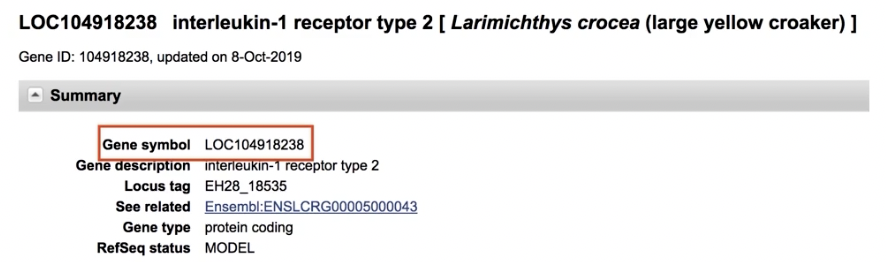 LOC104918238 interleukin-1 receptor type 2 [ Larimichthys crocea (large yellow croaker) ]
Gene ID: 104918238, updated on 8-Oct-2019
Summary
Gene symbol LOC104918238
Gene description interleukin-1 receptor type 2
Locus tag EH28_18535
See related Ensembl:ENSLCRG00005000043
Gene type protein coding
RefSeq status MODEL